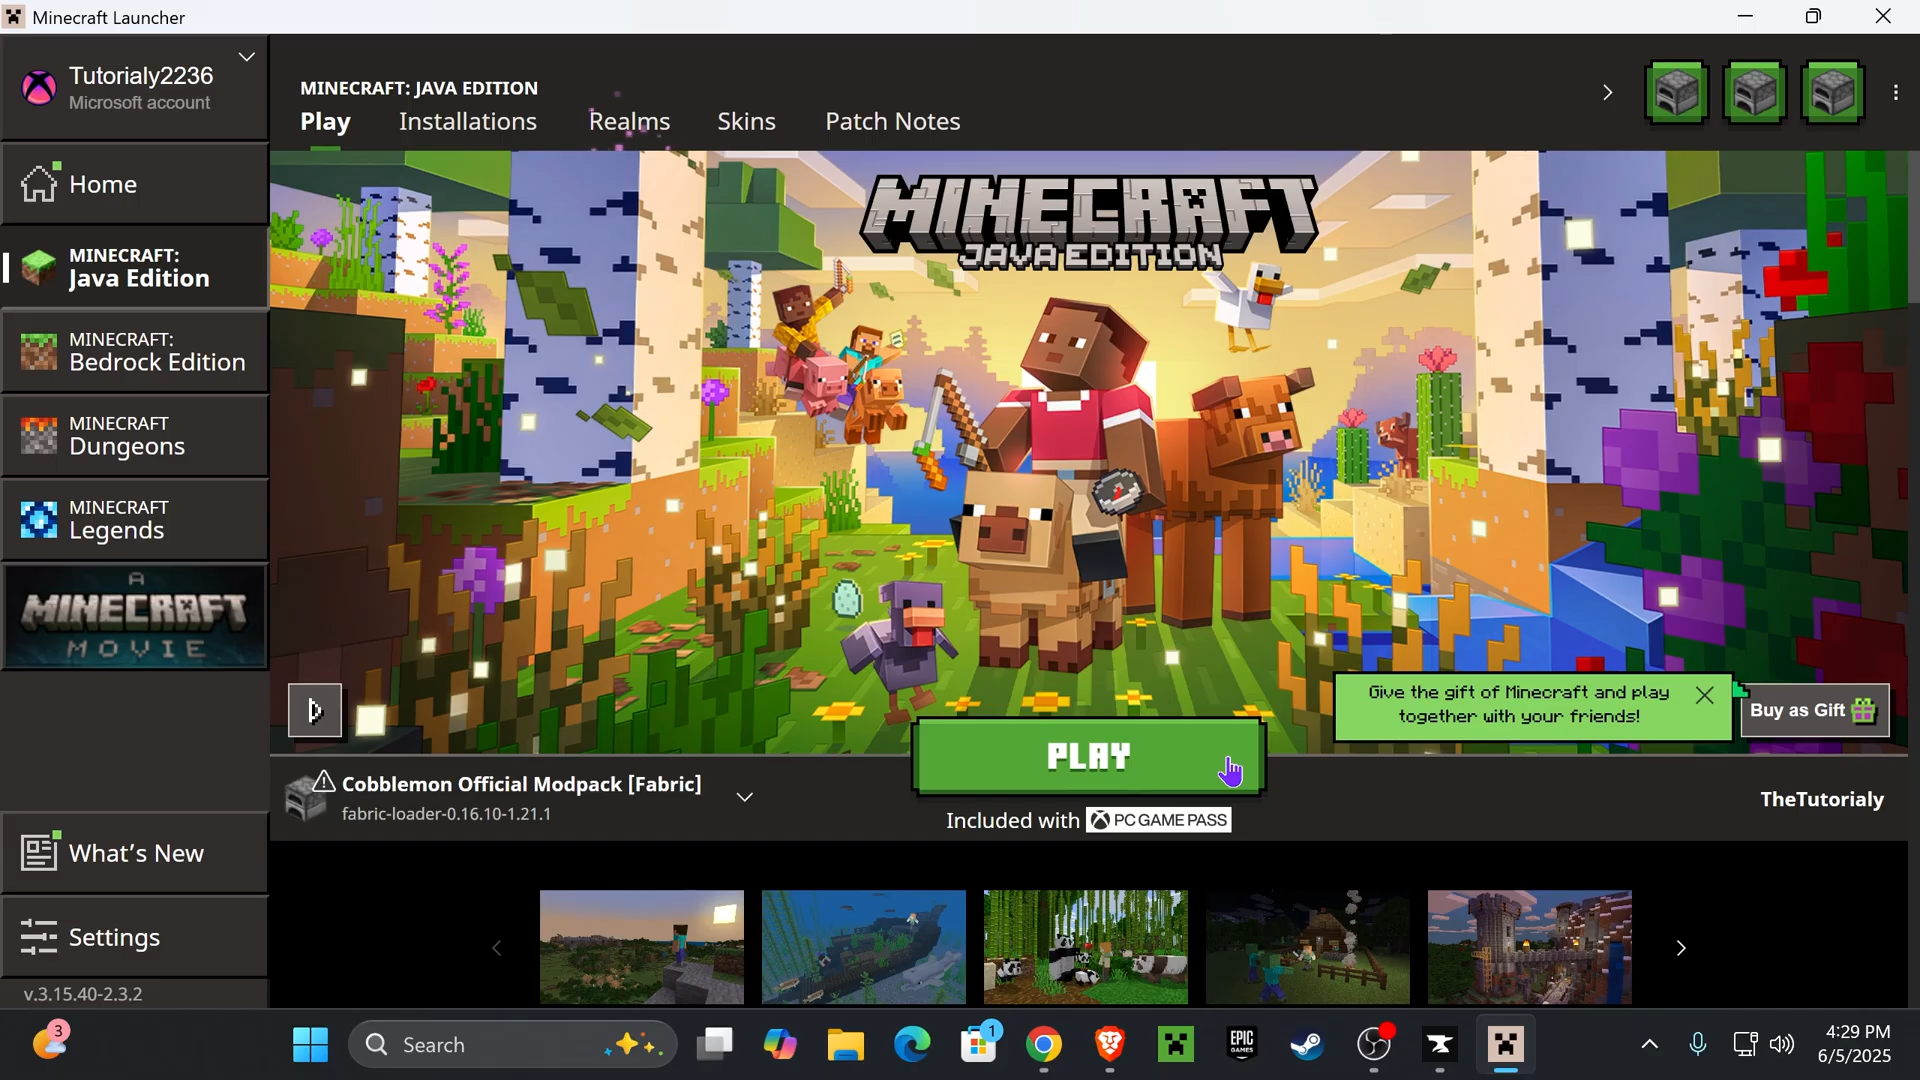 Minecraft Launcher
Tutorialy2236
Microsoft account
Home
MINECRAFT:
Java Edition
MINECRAFT:
Bedrock Edition
MINECRAFT
Dungeons
MINECRAFT
Legends
A
MINECRAFT
MOVIE
What's New
Settings
v.3.15.40-2.3.2
MINECRAFT: JAVA EDITION
Play Installations Realms Skins Patch Notes
MINECRAFT
JAVA EDITION
Give the gift of Minecraft and play
together with your friends!
Buy as Gift
PLAY
Cobblemon Official Modpack [Fabric]
fabric-loader-0.16.10-1.21.1
Included with PC GAME PASS
TheTutorialy
3
Search
1
EPIC
GAMES
4:29 PM
6/5/2025